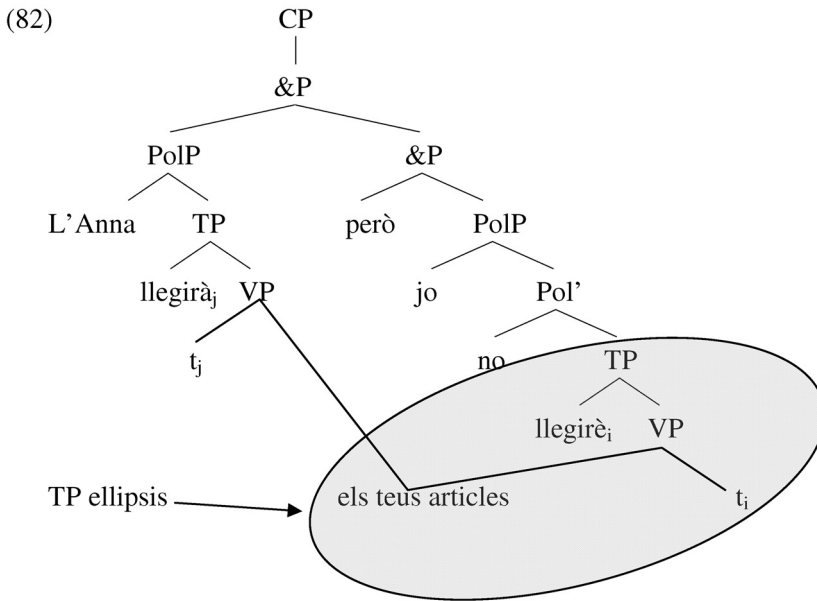 (82)
CP
&P
PolP &P
L’Anna TP però PolP
llegiràⱼ VP jo Pol’
tⱼ no TP
llegirèᵢ VP
TP ellipsis els teus articles tᵢ